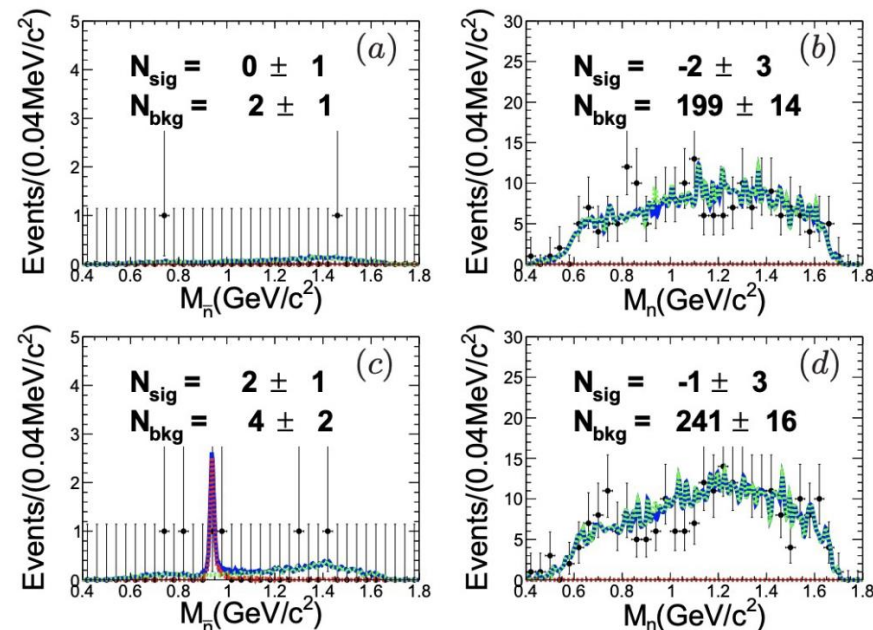 (a)
N_sig = 0 ± 1
N_bkg = 2 ± 1
Events/(0.04MeV/c²)
5
4
3
2
1
0
0.4 0.6 0.8 1 1.2 1.4 1.6 1.8
M_n̅(GeV/c²)
(b)
N_sig = -2 ± 3
N_bkg = 199 ± 14
Events/(0.04MeV/c²)
30
25
20
15
10
5
0
0.4 0.6 0.8 1 1.2 1.4 1.6 1.8
M_n(GeV/c²)
(c)
N_sig = 2 ± 1
N_bkg = 4 ± 2
Events/(0.04MeV/c²)
5
4
3
2
1
0
0.4 0.6 0.8 1 1.2 1.4 1.6 1.8
M_n̅(GeV/c²)
(d)
N_sig = -1 ± 3
N_bkg = 241 ± 16
Events/(0.04MeV/c²)
30
25
20
15
10
5
0
0.4 0.6 0.8 1 1.2 1.4 1.6 1.8
M_n(GeV/c²)